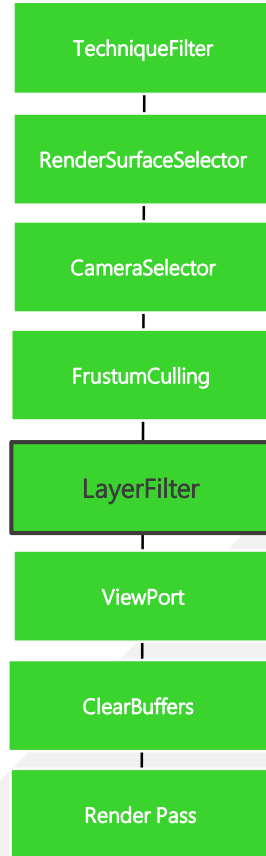 TechniqueFilter
RenderSurfaceSelector
CameraSelector
FrustumCulling
LayerFilter
ViewPort
ClearBuffers
Render Pass